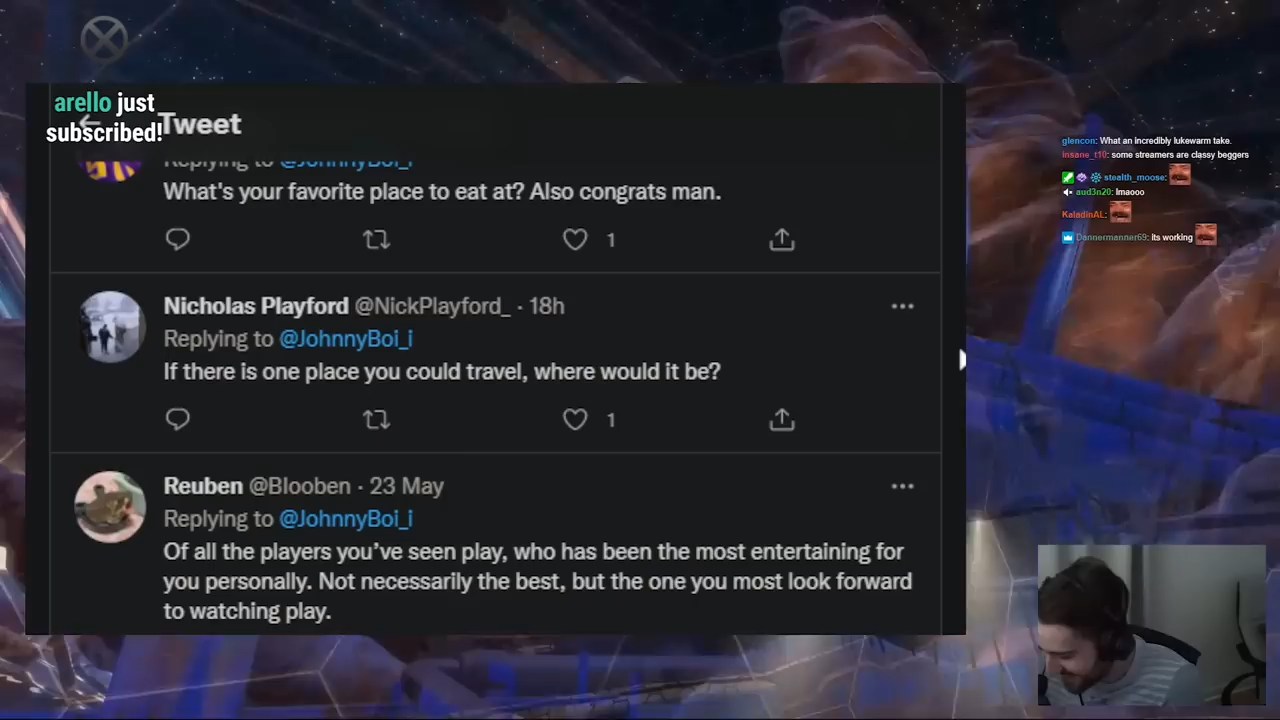 arello just
subscribed!
Tweet
Replying to @JohnnyBoi_i
What's your favorite place to eat at? Also congrats man.
1
Nicholas Playford @NickPlayford_ · 18h
Replying to @JohnnyBoi_i
If there is one place you could travel, where would it be?
1
Reuben @Blooben · 23 May
Replying to @JohnnyBoi_i
Of all the players you’ve seen play, who has been the most entertaining for
you personally. Not necessarily the best, but the one you most look forward
to watching play.
glencon: What an incredibly lukewarm take.
insane_t10: some streamers are classy beggers
stealth_moose:
aud3n20: lmaooo
KaladinAL:
Dannermanner69: its working